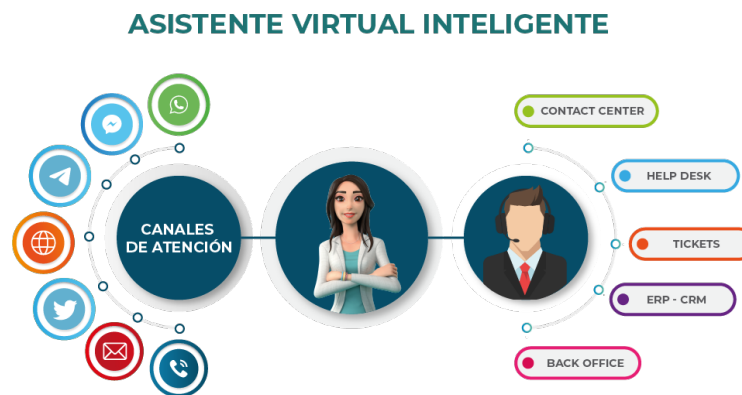 ASISTENTE VIRTUAL INTELIGENTE
CANALES
DE ATENCIÓN
CONTACT CENTER
HELP DESK
TICKETS
ERP - CRM
BACK OFFICE